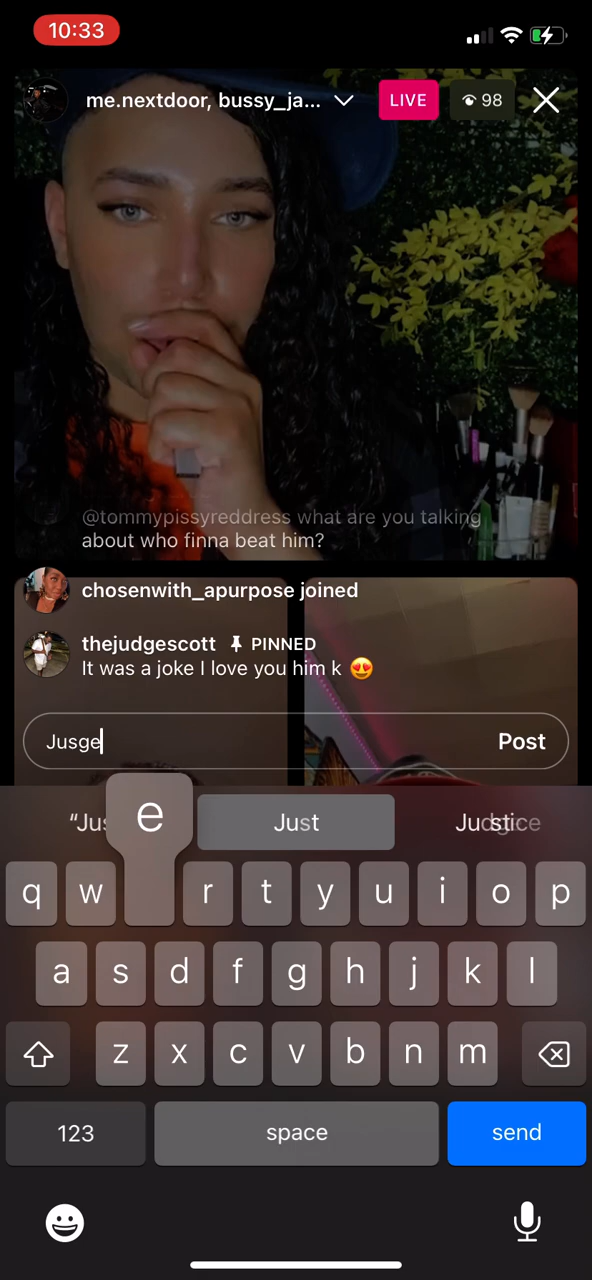 10:33
me.nextdoor, bussy_ja...
LIVE
98
@tommypissyreddress what are you talking
about who finna beat him?
chosenwith_apurpose joined
thejudgescott PINNED
It was a joke I love you him k 😍
Jusge
Post
e
Just
q w r t y u i o p
a s d f g h j k l
z x c v b n m
123
space
send